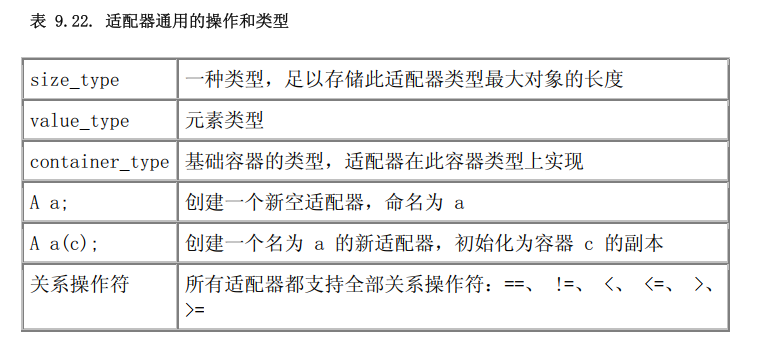 表 9.22. 适配器通用的操作和类型
size_type 一种类型，足以存储此适配器类型最大对象的长度
value_type 元素类型
container_type 基础容器的类型，适配器在此容器类型上实现
A a; 创建一个新空适配器，命名为 a
A a(c); 创建一个名为 a 的新适配器，初始化为容器 c 的副本
关系操作符 所有适配器都支持全部关系操作符：==、 !=、 <、 <=、 >、
>=